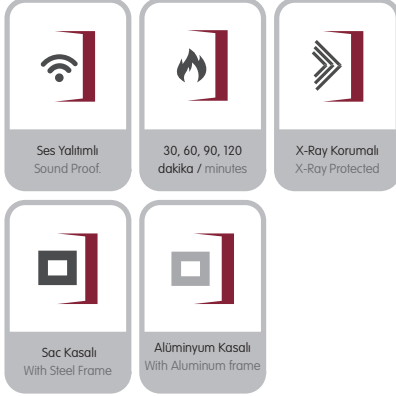 Ses Yalıtımlı
Sound Proof.
30, 60, 90, 120
dakika / minutes
X-Ray Korumalı
X-Ray Protected
Sac Kasalı
With Steel Frame
Alüminyum Kasalı
With Aluminum frame